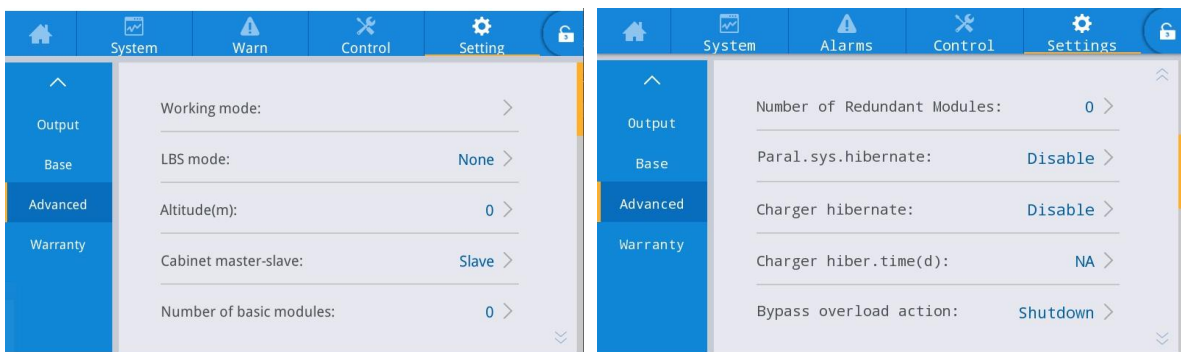 System Warn Control Setting
Output
Base
Advanced
Warranty
Working mode:
LBS mode: None
Altitude(m): 0
Cabinet master-slave: Slave
Number of basic modules: 0
System Alarms Control Settings
Output
Base
Advanced
Warranty
Number of Redundant Modules: 0
Paral.sys.hibernate: Disable
Charger hibernate: Disable
Charger hiber.time(d): NA
Bypass overload action: Shutdown